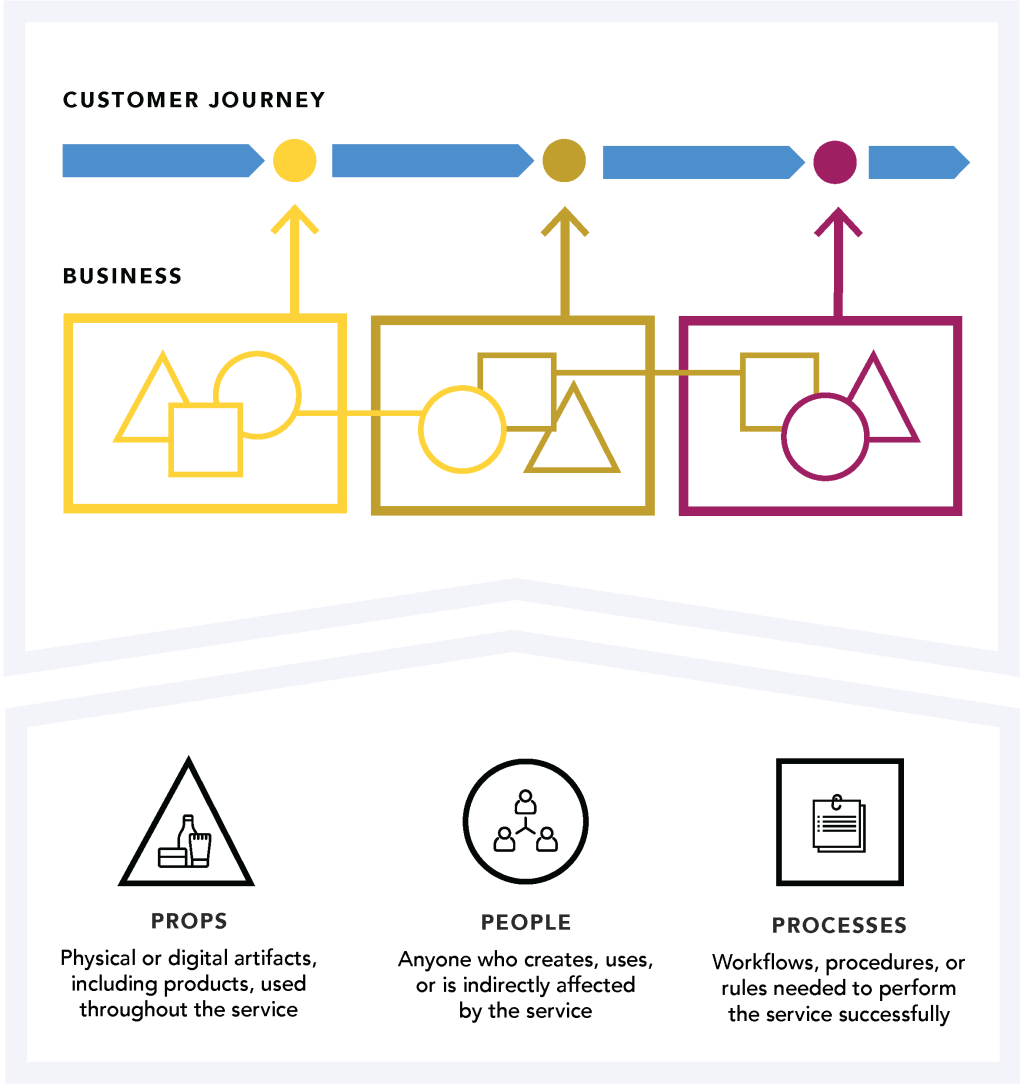 CUSTOMER JOURNEY
BUSINESS
PROPS
Physical or digital artifacts,
including products, used
throughout the service
PEOPLE
Anyone who creates, uses,
or is indirectly affected
by the service
PROCESSES
Workflows, procedures, or
rules needed to perform
the service successfully